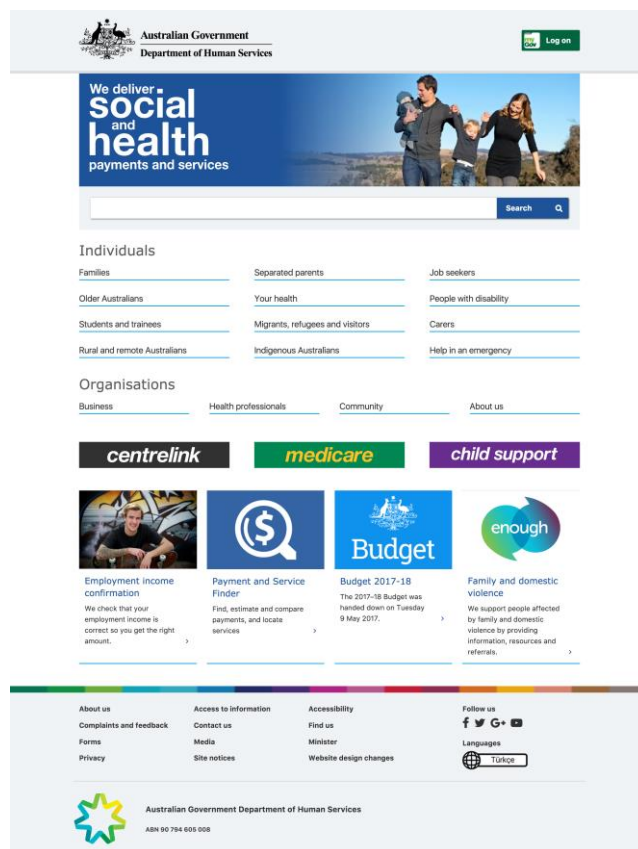 Australian Government
Department of Human Services
my
Gov
Log on
We deliver
social
and
health
payments and services
Search
Individuals
Families
Separated parents
Job seekers
Older Australians
Your health
People with disability
Students and trainees
Migrants, refugees and visitors
Carers
Rural and remote Australians
Indigenous Australians
Help in an emergency
Organisations
Business
Health professionals
Community
About us
centrelink
medicare
child support
$
Budget
enough
Employment income
confirmation
We check that your
employment income is
correct so you get the right
amount. ›
Payment and Service
Finder
Find, estimate and compare
payments, and locate
services ›
Budget 2017-18
The 2017–18 Budget was
handed down on Tuesday
9 May 2017. ›
Family and domestic
violence
We support people affected
by family and domestic
violence by providing
information, resources and
referrals. ›
About us
Complaints and feedback
Forms
Privacy
Access to information
Contact us
Media
Site notices
Accessibility
Find us
Minister
Website design changes
Follow us
f G+
Languages
Türkçe
Australian Government Department of Human Services
ABN 90 794 605 008